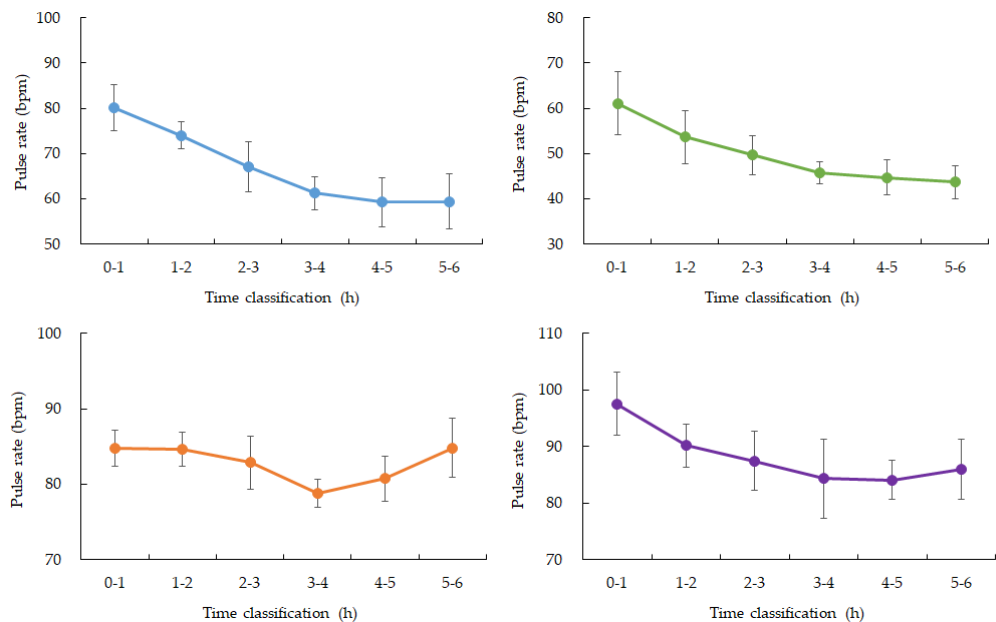 100
90
80
70
60
50
Pulse rate (bpm)
0-1 1-2 2-3 3-4 4-5 5-6
Time classification (h)
80
70
60
50
40
30
Pulse rate (bpm)
0-1 1-2 2-3 3-4 4-5 5-6
Time classification (h)
100
90
80
70
Pulse rate (bpm)
0-1 1-2 2-3 3-4 4-5 5-6
Time classification (h)
110
100
90
80
70
Pulse rate (bpm)
0-1 1-2 2-3 3-4 4-5 5-6
Time classification (h)